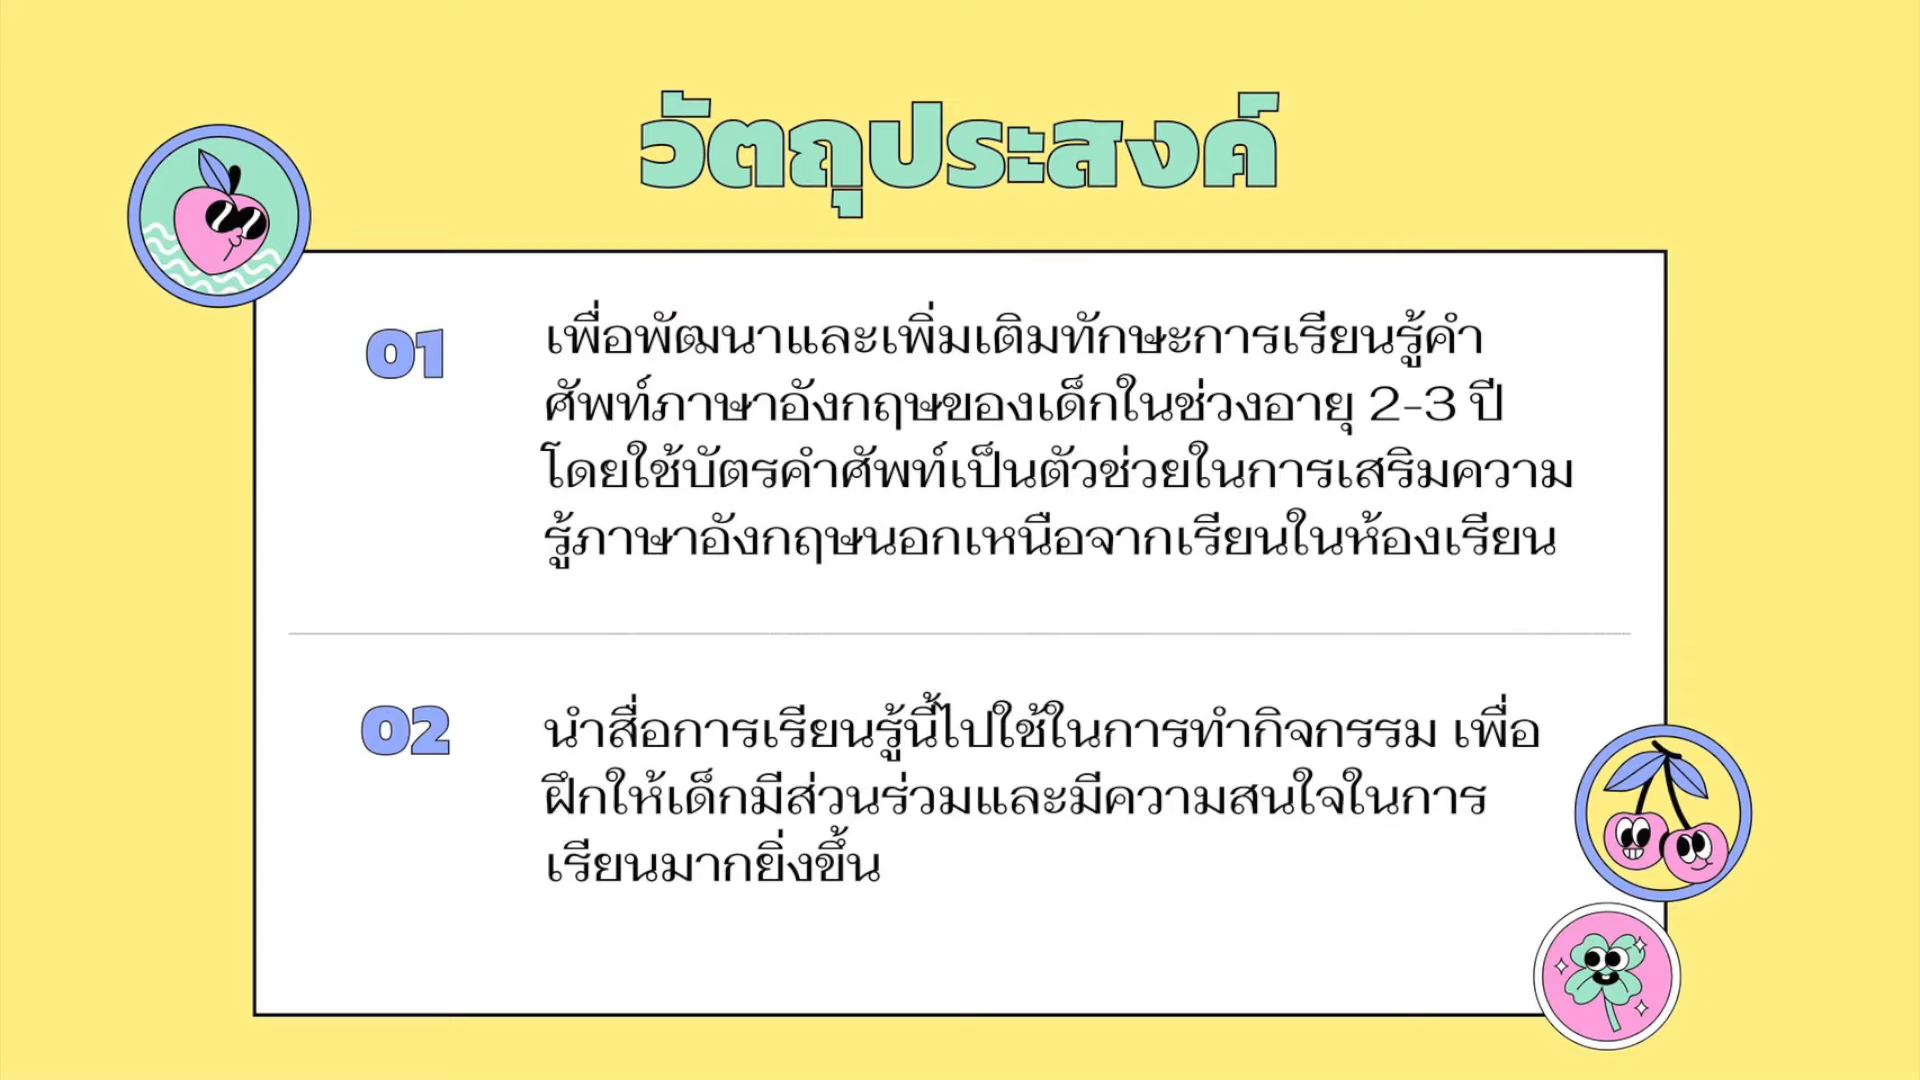 วัตถุประสงค์
01
เพื่อพัฒนาและเพิ่มเติมทักษะการเรียนรู้คำ
ศัพท์ภาษาอังกฤษของเด็กในช่วงอายุ 2-3 ปี
โดยใช้บัตรคำศัพท์เป็นตัวช่วยในการเสริมความ
รู้ภาษาอังกฤษนอกเหนือจากเรียนในห้องเรียน
02
นำสื่อการเรียนรู้นี้ไปใช้ในการทำกิจกรรม เพื่อ
ฝึกให้เด็กมีส่วนร่วมและมีความสนใจในการ
เรียนมากยิ่งขึ้น